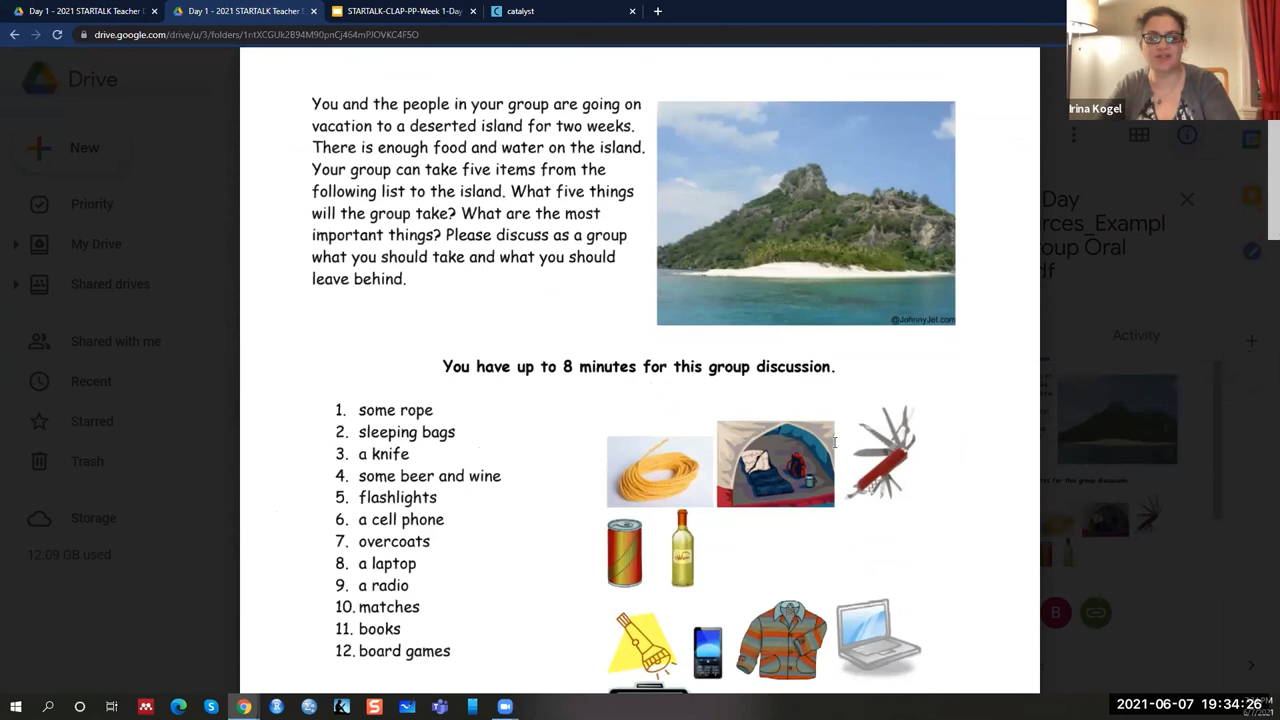 Day 1 - 2021 STARTALK Teacher
Day 1 - 2021 STARTALK Teacher
STARTALK-CLAP-PP-Week 1-Day
catalyst
Drive
New
Priority
My Drive
Shared drives
Shared with me
Recent
Starred
Trash
Storage
12.09 GB used
You and the people in your group are going on
vacation to a deserted island for two weeks.
There is enough food and water on the island.
Your group can take five items from the
following list to the island. What five things
will the group take? What are the most
important things? Please discuss as a group
what you should take and what you should
leave behind.
@JohnnyJet.com
You have up to 8 minutes for this group discussion.
1. some rope
2. sleeping bags
3. a knife
4. some beer and wine
5. flashlights
6. a cell phone
7. overcoats
8. a laptop
9. a radio
10. matches
11. books
12. board games
Irina Kogel
Day
rces_Exampl
roup Oral
df
Activity
B
2021-06-07 19:34:26